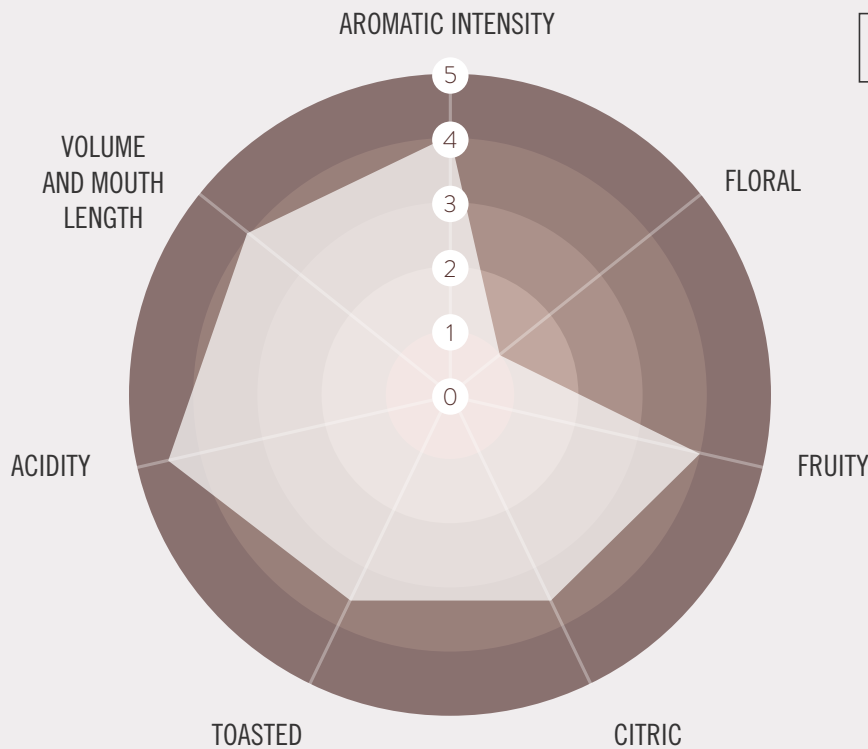 AROMATIC INTENSITY
5
VOLUME
AND MOUTH
LENGTH
4
FLORAL
3
2
1
0
ACIDITY
FRUITY
TOASTED
CITRIC